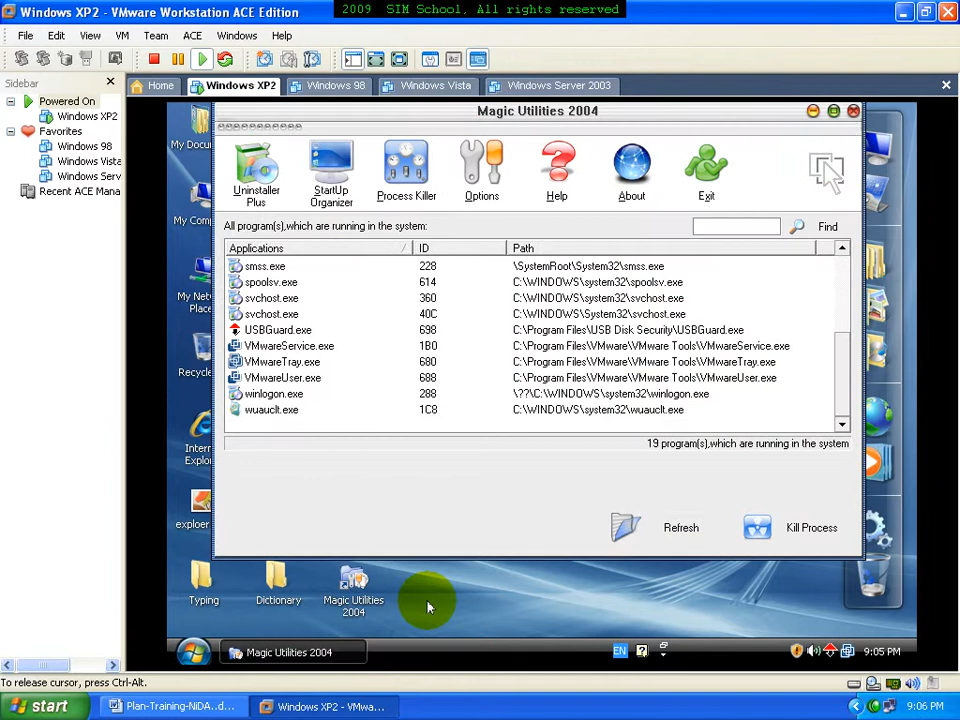 Windows XP2 - VMware Workstation ACE Edition
2009 SIM School, All rights reserved
File Edit View VM Team ACE Windows Help
Sidebar
Home Windows XP2 Windows 98 Windows Vista Windows Server 2003
Powered On
Windows XP2
Favorites
Windows 98
Windows Vista
Windows Serv
Recent ACE Mana
My Docu
My Com
My Net
Place
Recycle
Intern
Explo
exploer
Magic Utilities 2004
Uninstaller
Plus
StartUp
Organizer
Process Killer
Options
Help
About
Exit
All program(s),which are running in the system:
Find
Applications ID Path
smss.exe 228 \SystemRoot\System32\smss.exe
spoolsv.exe 614 C:\WINDOWS\system32\spoolsv.exe
svchost.exe 360 C:\WINDOWS\system32\svchost.exe
svchost.exe 40C C:\WINDOWS\System32\svchost.exe
USBGuard.exe 698 C:\Program Files\USB Disk Security\USBGuard.exe
VMwareService.exe 1B0 C:\Program Files\VMware\VMware Tools\VMwareService.exe
VMwareTray.exe 680 C:\Program Files\VMware\VMware Tools\VMwareTray.exe
VMwareUser.exe 688 C:\Program Files\VMware\VMware Tools\VMwareUser.exe
winlogon.exe 288 \??\C:\WINDOWS\system32\winlogon.exe
wuauclt.exe 1C8 C:\WINDOWS\system32\wuauclt.exe
19 program(s),which are running in the system
Refresh
Kill Process
Typing
Dictionary
Magic Utilities
2004
Magic Utilities 2004
EN
9:05 PM
To release cursor, press Ctrl-Alt.
start
Plan-Training-NiDA...d...
Windows XP2 - VMwa...
9:06 PM